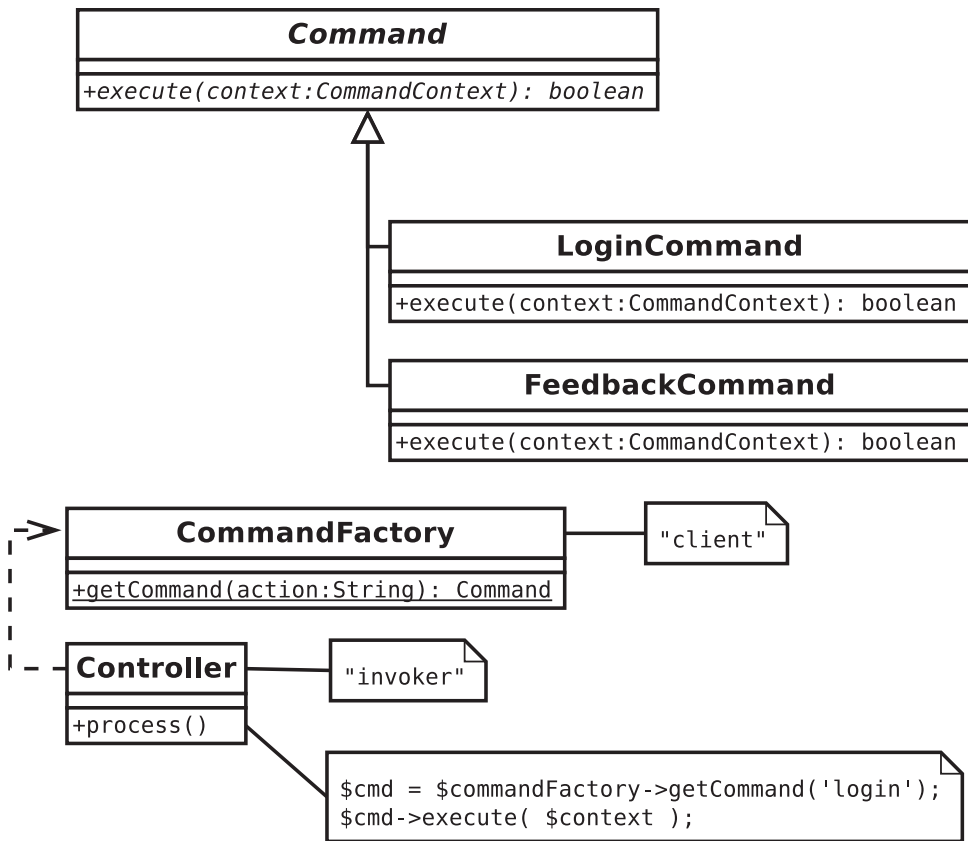 Command
+execute(context:CommandContext): boolean
LoginCommand
+execute(context:CommandContext): boolean
FeedbackCommand
+execute(context:CommandContext): boolean
CommandFactory
"client"
+getCommand(action:String): Command
Controller
"invoker"
+process()
$cmd = $commandFactory->getCommand('login');
$cmd->execute( $context );